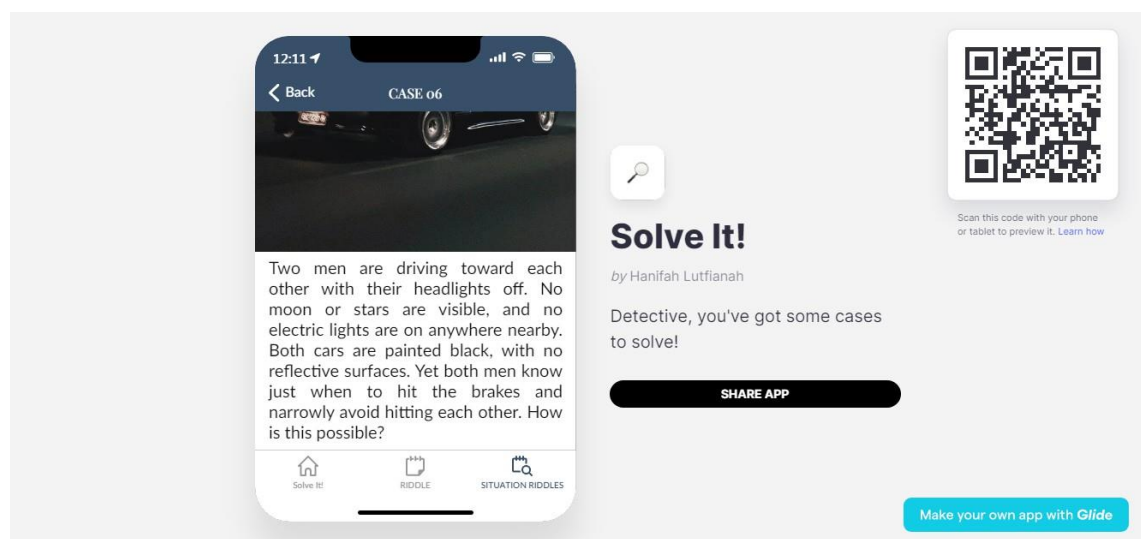 12:11
Back
CASE 06
Two men are driving toward each
other with their headlights off. No
moon or stars are visible, and no
electric lights are on anywhere nearby.
Both cars are painted black, with no
reflective surfaces. Yet both men know
just when to hit the brakes and
narrowly avoid hitting each other. How
is this possible?
Solve It!
RIDDLE
SITUATION RIDDLES
Solve It!
by Hanifah Lutfianah
Detective, you've got some cases
to solve!
SHARE APP
Scan this code with your phone
or tablet to preview it. Learn how
Make your own app with Glide